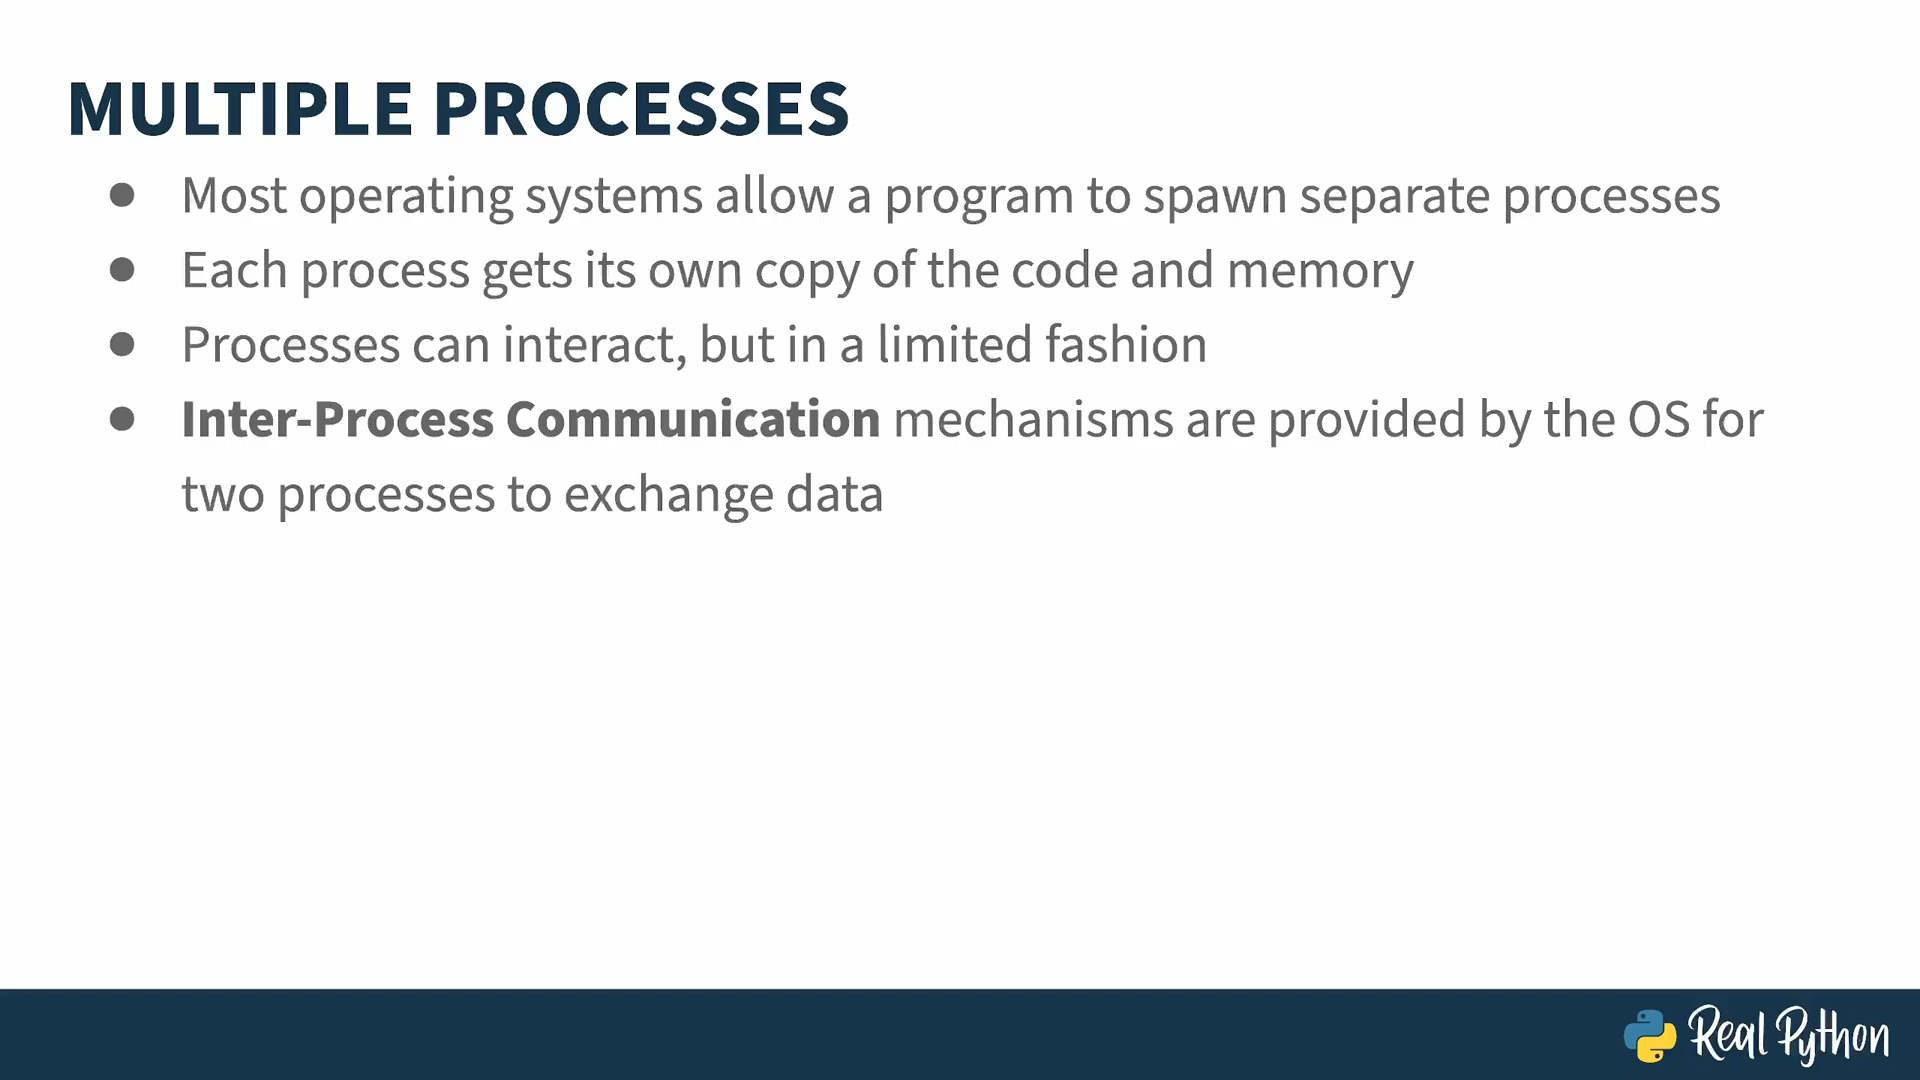 MULTIPLE PROCESSES
● Most operating systems allow a program to spawn separate processes
● Each process gets its own copy of the code and memory
● Processes can interact, but in a limited fashion
● Inter-Process Communication mechanisms are provided by the OS for
two processes to exchange data
Real Python